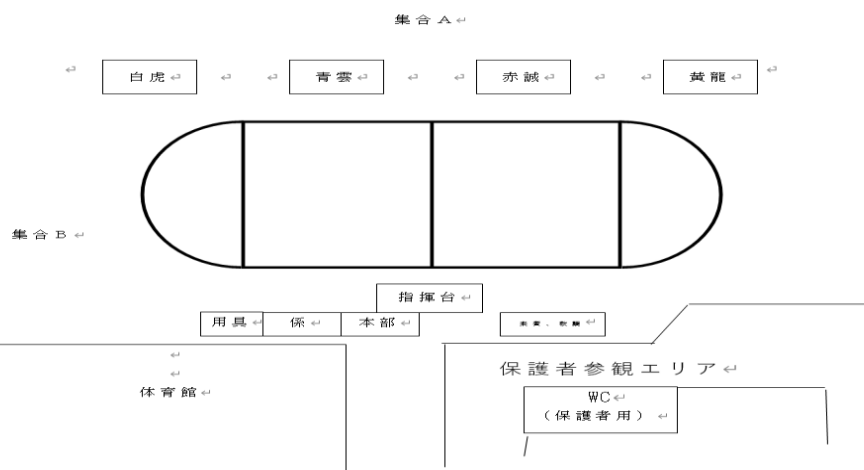 集合A
白虎
青雲
赤誠
黄龍
集合B
指揮台
用具
係
本部
保護者参観エリア
体育館
WC
(保護者用)